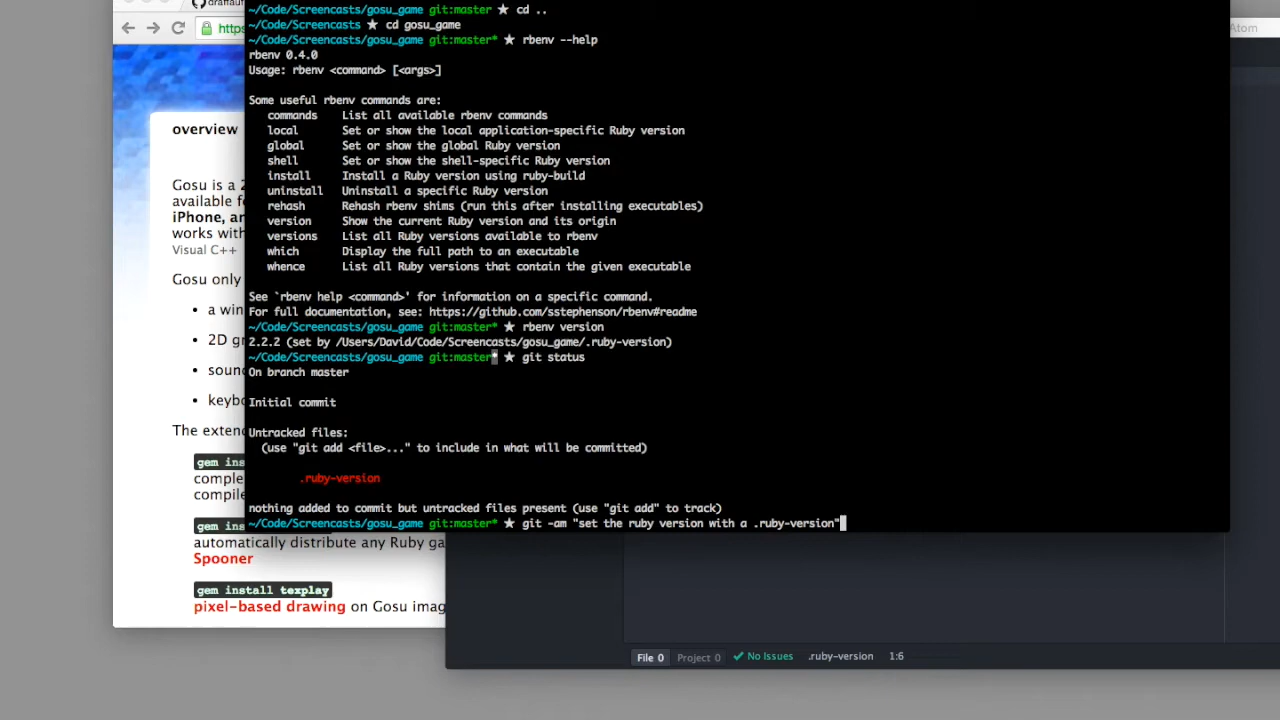 draftaut
https
Atom
overview
Gosu is a 2
available fo
iPhone, an
works with
Visual C++
Gosu only
• a win
• 2D gr
• soun
• keybo
The exten
gem ins
comple
compile
gem ins
automatically distribute any Ruby ga
Spooner
gem install texplay
pixel-based drawing on Gosu imag
~/Code/Screencasts/gosu_game git:master ★ cd ..
~/Code/Screencasts ★ cd gosu_game
~/Code/Screencasts/gosu_game git:master* ★ rbenv --help
rbenv 0.4.0
Usage: rbenv <command> [<args>]
Some useful rbenv commands are:
commands List all available rbenv commands
local Set or show the local application-specific Ruby version
global Set or show the global Ruby version
shell Set or show the shell-specific Ruby version
install Install a Ruby version using ruby-build
uninstall Uninstall a specific Ruby version
rehash Rehash rbenv shims (run this after installing executables)
version Show the current Ruby version and its origin
versions List all Ruby versions available to rbenv
which Display the full path to an executable
whence List all Ruby versions that contain the given executable
See `rbenv help <command>' for information on a specific command.
For full documentation, see: https://github.com/sstephenson/rbenv#readme
~/Code/Screencasts/gosu_game git:master* ★ rbenv version
2.2.2 (set by /Users/David/Code/Screencasts/gosu_game/.ruby-version)
~/Code/Screencasts/gosu_game git:master* ★ git status
On branch master
Initial commit
Untracked files:
(use "git add <file>..." to include in what will be committed)
.ruby-version
nothing added to commit but untracked files present (use "git add" to track)
~/Code/Screencasts/gosu_game git:master* ★ git -am "set the ruby version with a .ruby-version"
File 0 Project 0 ✓ No Issues .ruby-version 1:6